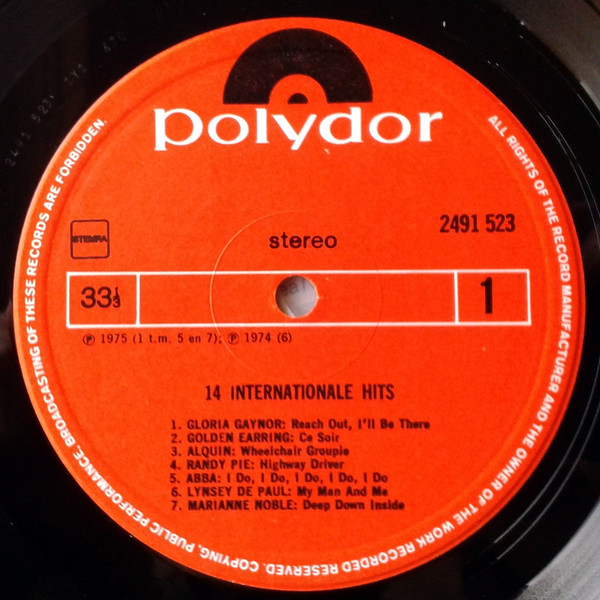 polydor
ALL RIGHTS OF THE RECORD MANUFACTURER AND THE OWNER OF THE WORK RECORDED RESERVED. COPYING, PUBLIC PERFORMANCE, BROADCASTING OF THESE RECORDS ARE FORBIDDEN.
STEMRA
stereo
2491 523
33⅓
1
℗ 1975 (1 t.m. 5 en 7); ℗ 1974 (6)
14 INTERNATIONALE HITS
1. GLORIA GAYNOR: Reach Out, I'll Be There
2. GOLDEN EARRING: Ce Soir
3. ALQUIN: Wheelchair Groupie
4. RANDY PIE: Highway Driver
5. ABBA: I Do, I Do, I Do, I Do, I Do
6. LYNSEY DE PAUL: My Man And Me
7. MARIANNE NOBLE: Deep Down Inside